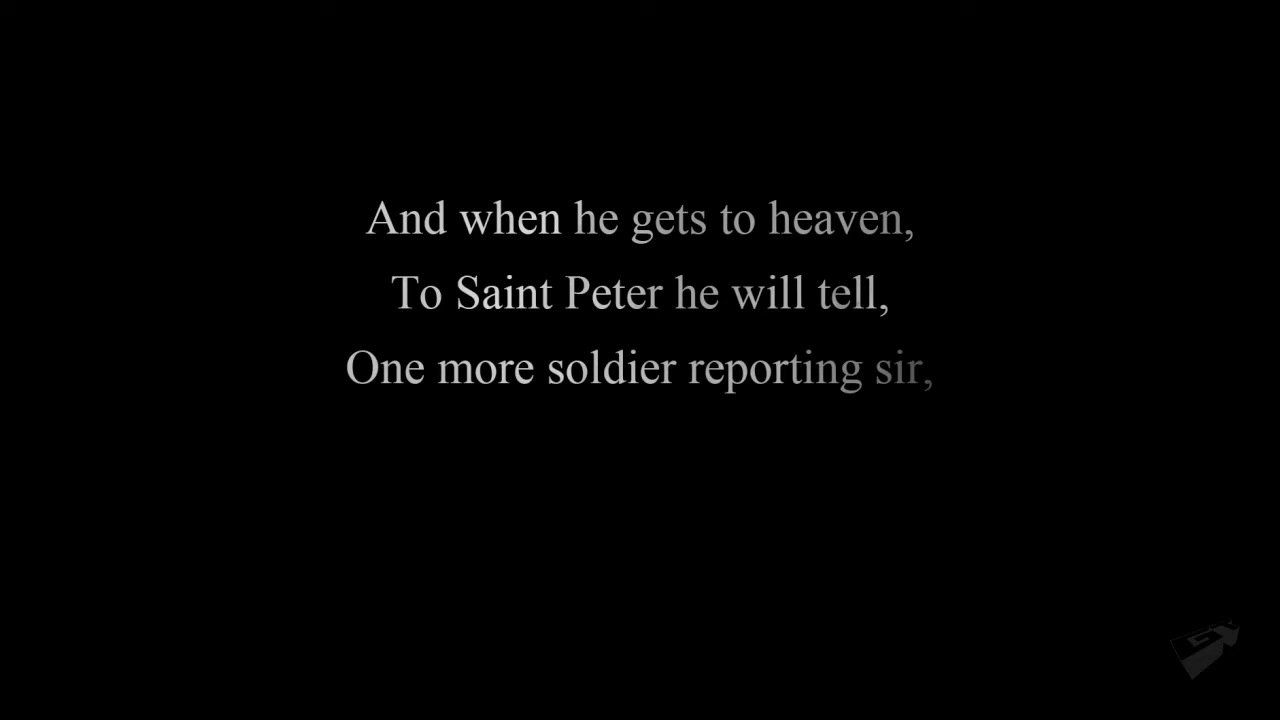 And when he gets to heaven,
To Saint Peter he will tell,
One more soldier reporting sir,